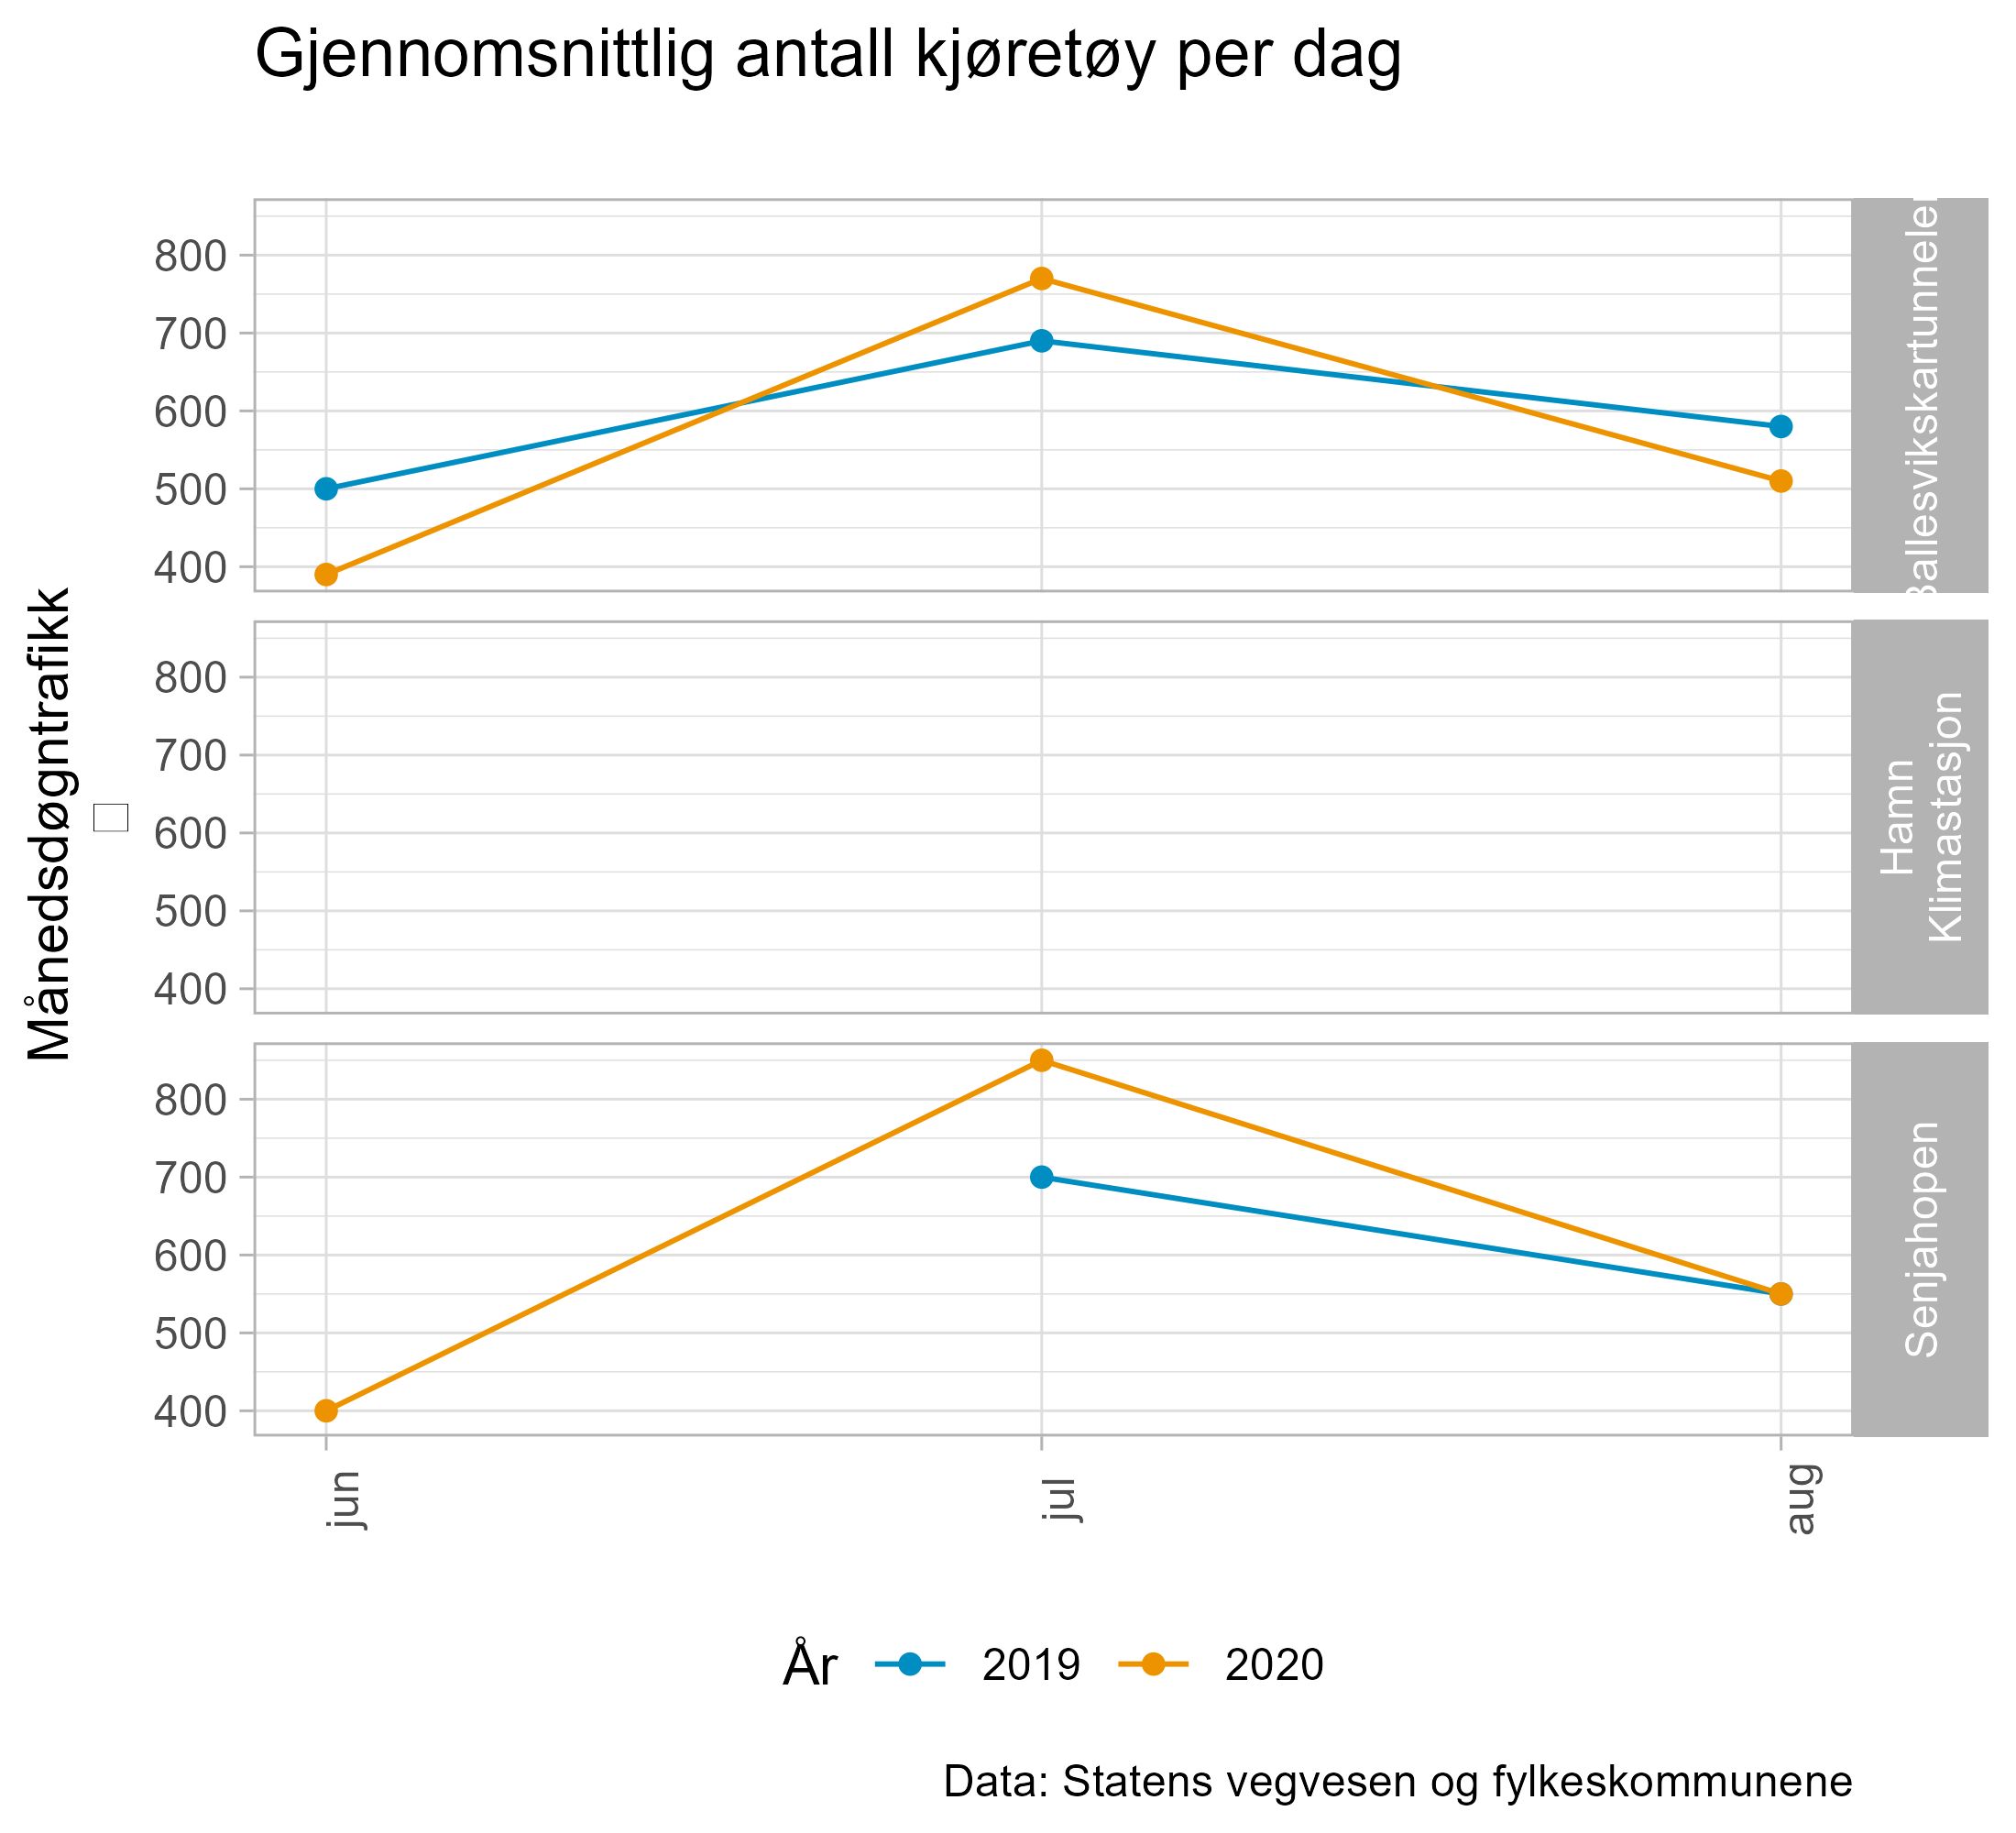 Gjennomsnittlig antall kjøretøy per dag
Månedsdøgntrafikk
800
700
600
500
400
800
700
600
500
400
Hamn
Klimastasjon
800
700
600
500
400
Senjahopen
jun
jul
aug
År
2019
2020
Data: Statens vegvesen og fylkeskommunene